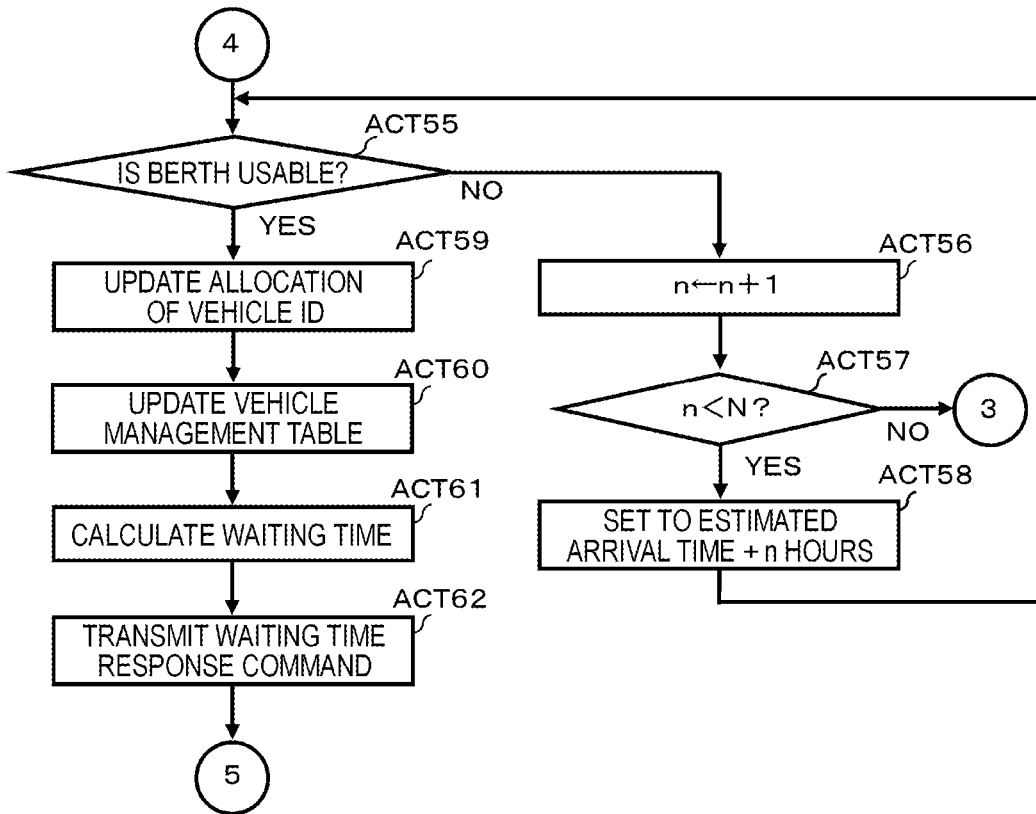 4
ACT55
IS BERTH USABLE?
NO
YES
ACT59
UPDATE ALLOCATION
OF VEHICLE ID
ACT60
UPDATE VEHICLE
MANAGEMENT TABLE
ACT61
CALCULATE WAITING TIME
ACT62
TRANSMIT WAITING TIME
RESPONSE COMMAND
5
ACT56
n←n+1
ACT57
n<N?
NO
3
YES
ACT58
SET TO ESTIMATED
ARRIVAL TIME + n HOURS